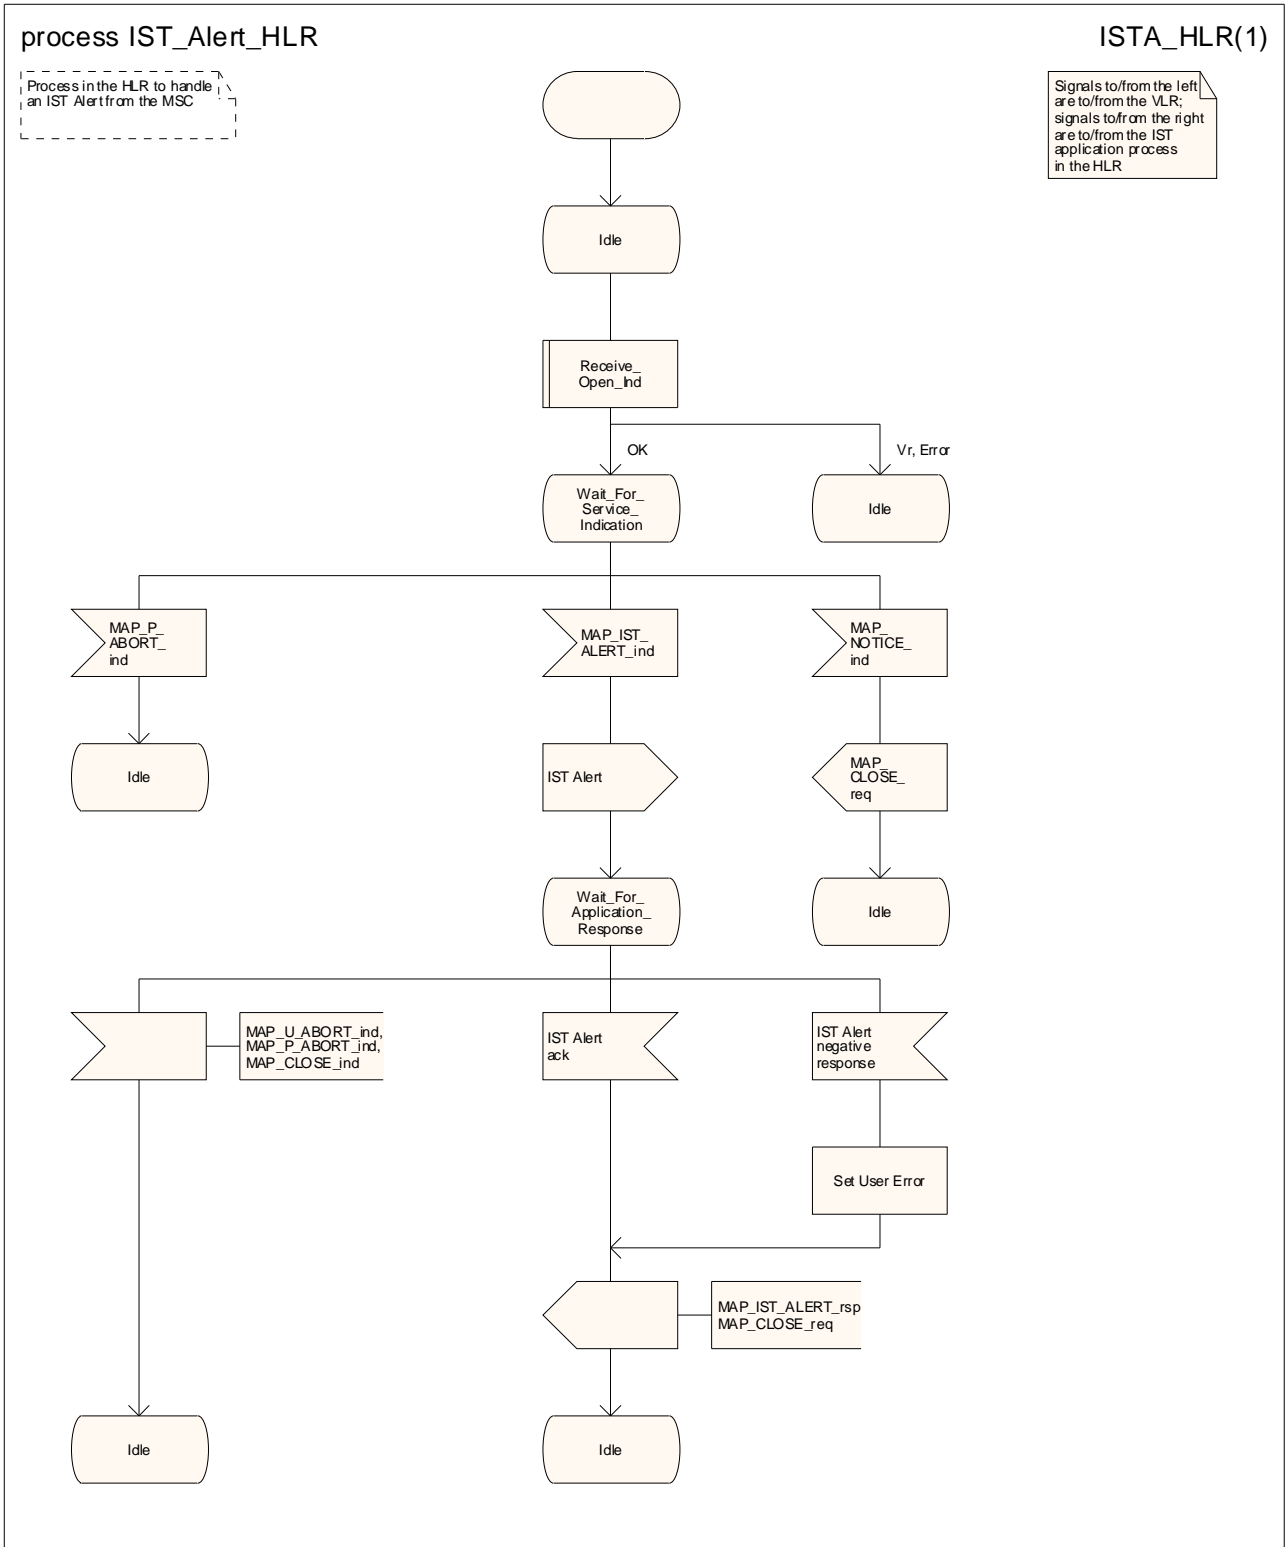 process IST_Alert_HLR
ISTA_HLR(1)
Process in the HLR to handle
an IST Alert from the MSC
Signals to/from the left
are to/from the VLR;
signals to/from the right
are to/from the IST
application process
in the HLR
Idle
Receive_
Open_Ind
OK
Vr, Error
Wait_For_
Service_
Indication
Idle
MAP_P_
ABORT_
ind
MAP_IST_
ALERT_ind
MAP_
NOTICE_
ind
Idle
IST Alert
MAP_
CLOSE_
req
Wait_For_
Application_
Response
Idle
MAP_U_ABORT_ind,
MAP_P_ABORT_ind,
MAP_CLOSE_ind
IST Alert
ack
IST Alert
negative
response
Set User Error
MAP_IST_ALERT_rsp
MAP_CLOSE_req
Idle
Idle